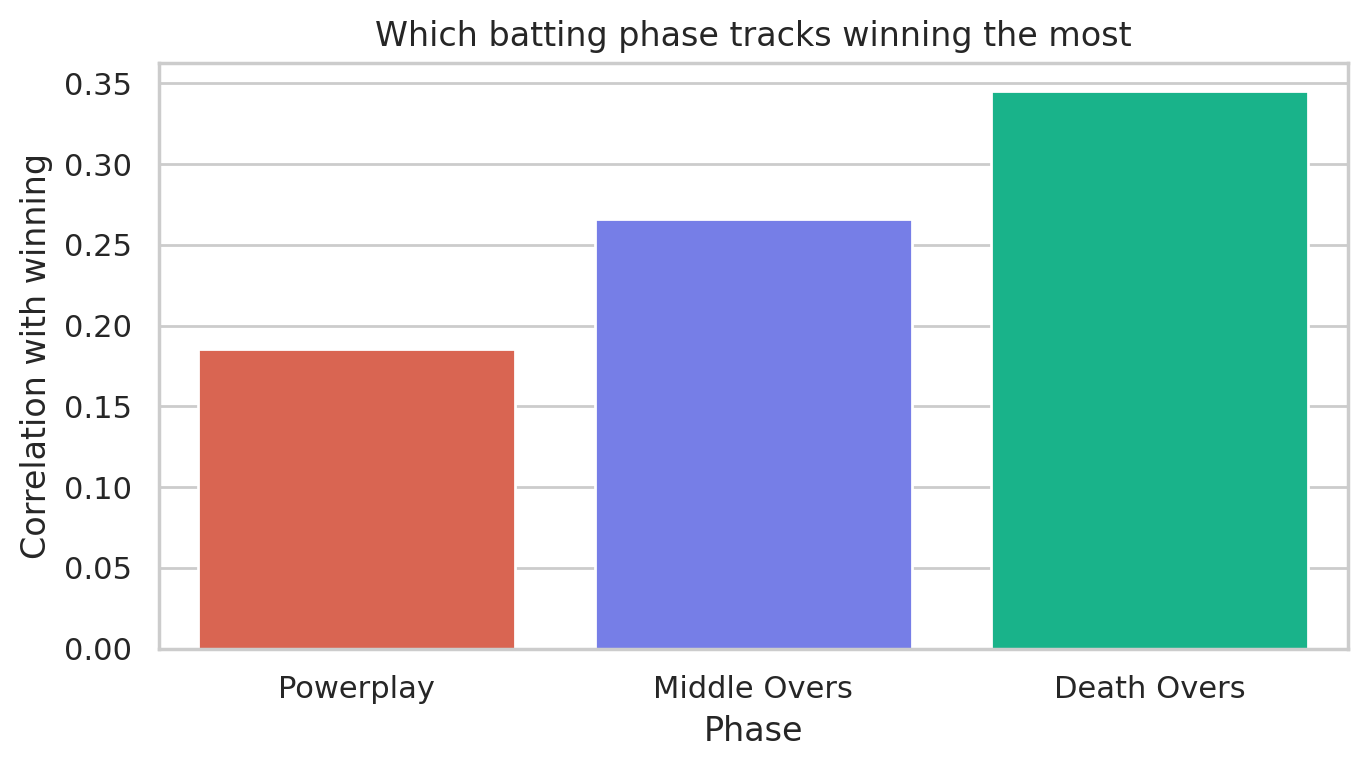 Which batting phase tracks winning the most
Correlation with winning
0.35
0.30
0.25
0.20
0.15
0.10
0.05
0.00
Powerplay Middle Overs Death Overs
Phase